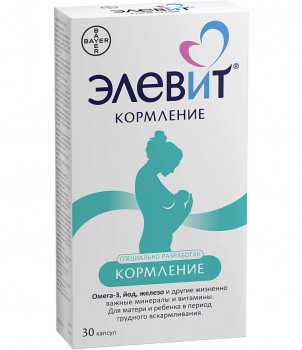 BAYER
BAYER
ЭЛЕВИТ®
КОРМЛЕНИЕ
СПЕЦИАЛЬНО РАЗРАБОТАН
КОРМЛЕНИЕ
Омега-3, йод, железо и другие жизненно
важные минералы и витамины.
Для матери и ребенка в период
грудного вскармливания.
30 капсул